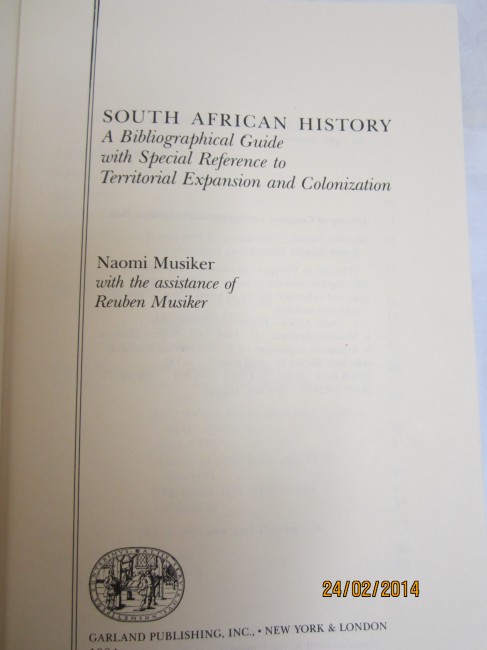 SOUTH AFRICAN HISTORY
A Bibliographical Guide
with Special Reference to
Territorial Expansion and Colonization
Naomi Musiker
with the assistance of
Reuben Musiker
24/02/2014
GARLAND PUBLISHING, INC., • NEW YORK & LONDON